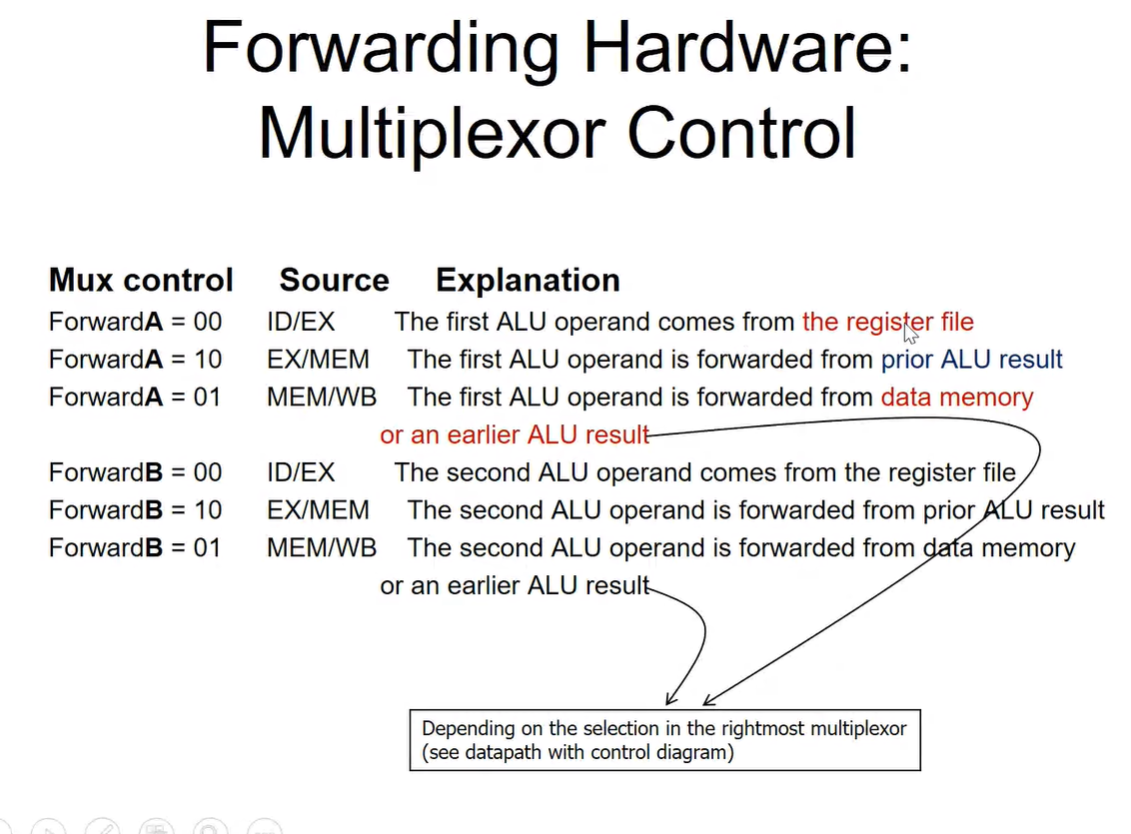 Forwarding Hardware:
Multiplexor Control
Mux control Source Explanation
ForwardA = 00 ID/EX The first ALU operand comes from the register file
ForwardA = 10 EX/MEM The first ALU operand is forwarded from prior ALU result
ForwardA = 01 MEM/WB The first ALU operand is forwarded from data memory
or an earlier ALU result
ForwardB = 00 ID/EX The second ALU operand comes from the register file
ForwardB = 10 EX/MEM The second ALU operand is forwarded from prior ALU result
ForwardB = 01 MEM/WB The second ALU operand is forwarded from data memory
or an earlier ALU result
Depending on the selection in the rightmost multiplexor
(see datapath with control diagram)